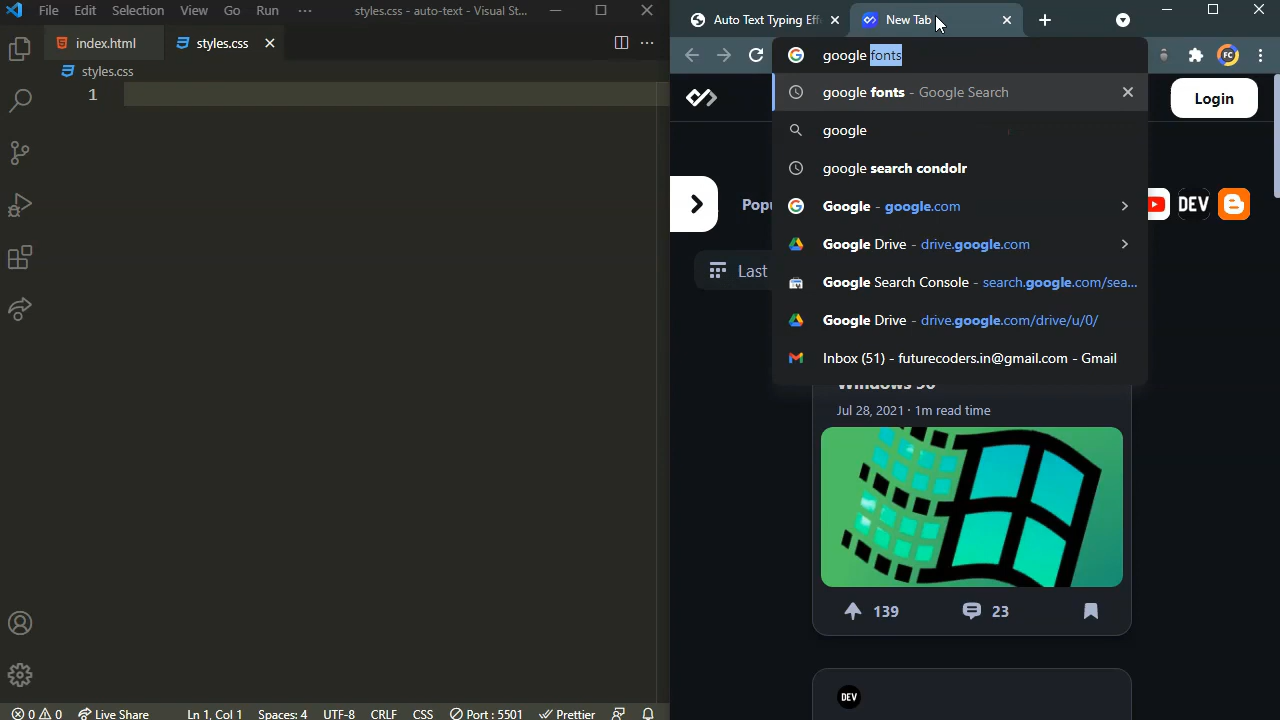 File Edit Selection View Go Run ··· styles.css - auto-text - Visual St...
index.html styles.css
styles.css
1
Ln 1, Col 1 Spaces: 4 UTF-8 CRLF CSS Port : 5501 Prettier
0 0 Live Share
Auto Text Typing Eff New Tab
google fonts
FC
google fonts - Google Search
Login
google
google search condolr
Google - google.com
DEV
Google Drive - drive.google.com
Last
Google Search Console - search.google.com/sea...
Google Drive - drive.google.com/drive/u/0/
Inbox (51) - futurecoders.in@gmail.com - Gmail
Jul 28, 2021 · 1m read time
139 23
DEV